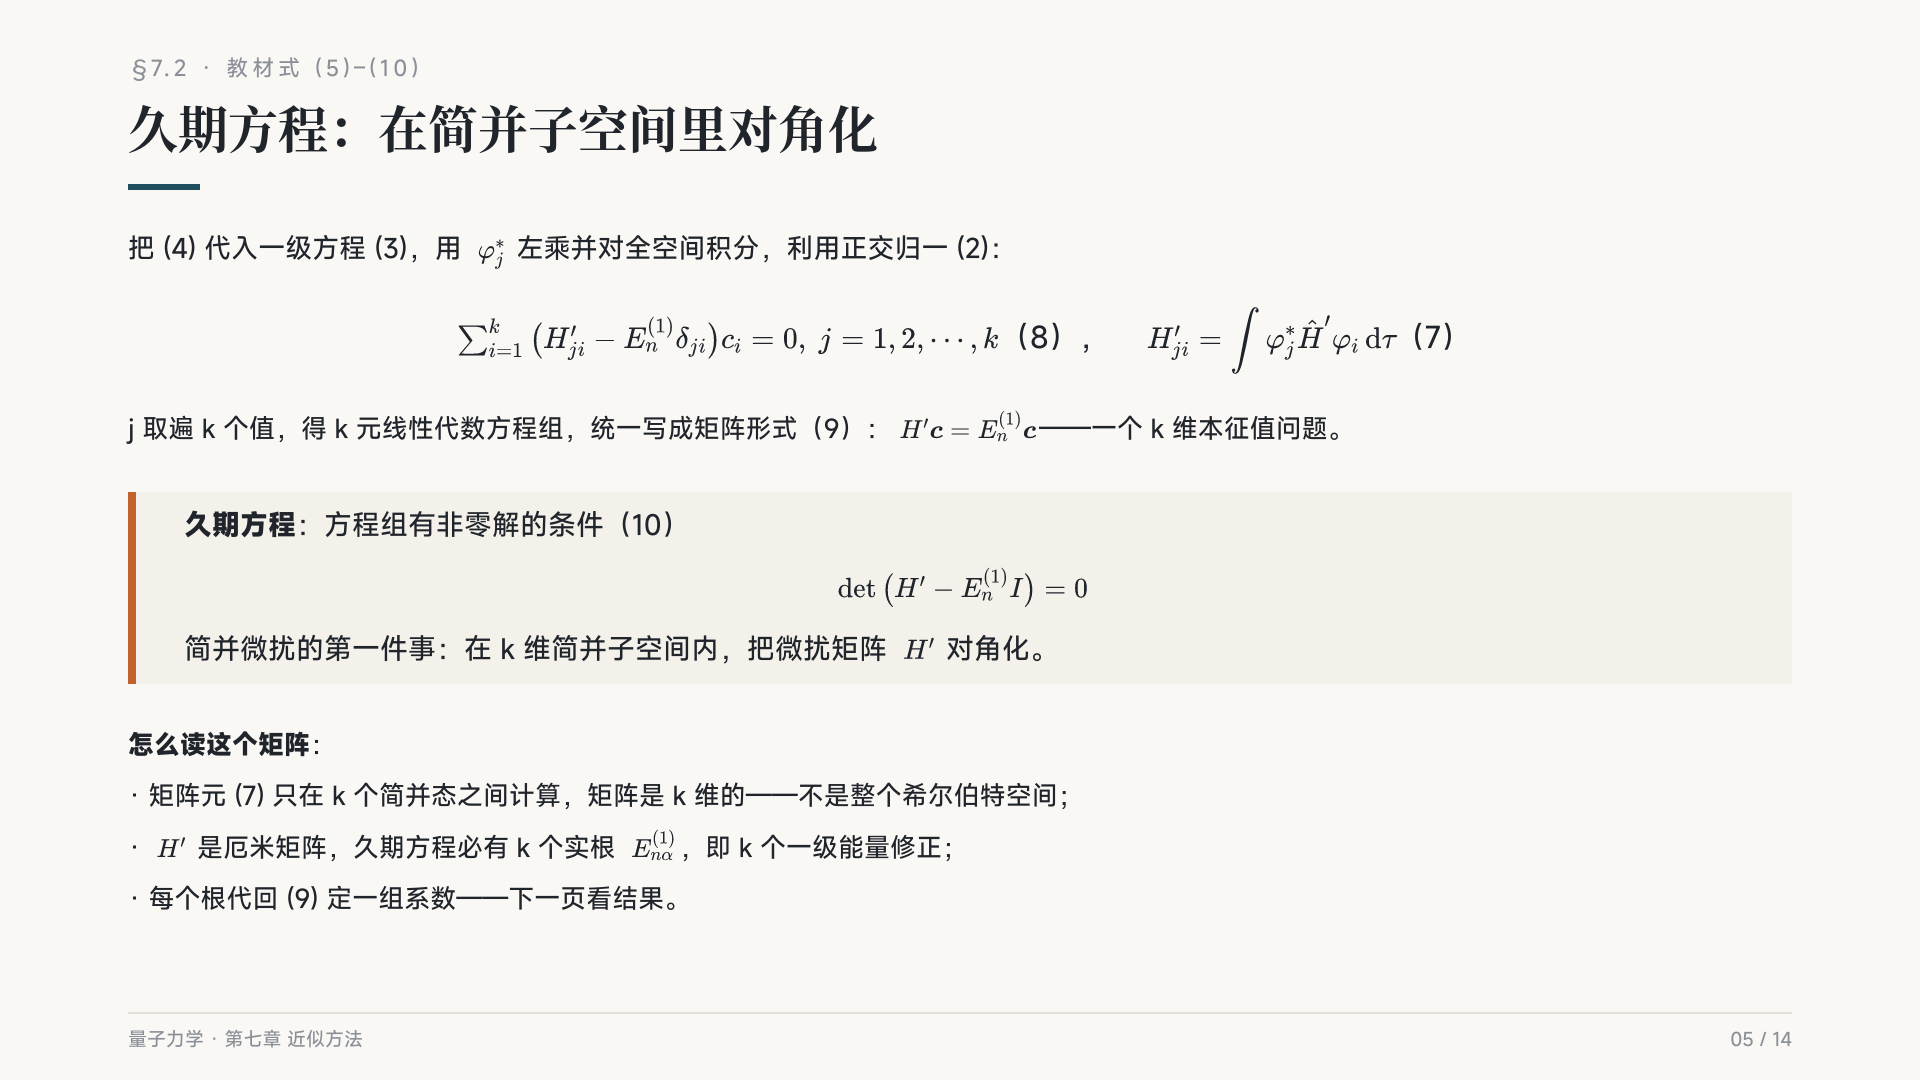 §7.2 · 教材式 (5)–(10)
久期方程：在简并子空间里对角化
把 (4) 代入一级方程 (3)，用 φ_j^* 左乘并对全空间积分，利用正交归一 (2)：
∑_{i=1}^{k} (H′_{ji} − E_n^{(1)} δ_{ji}) c_i = 0, j = 1, 2, ⋯, k（8）， H′_{ji} = ∫ φ_j^* Ĥ′ φ_i dτ（7）
j 取遍 k 个值，得 k 元线性代数方程组，统一写成矩阵形式（9）：H′c = E_n^{(1)}c——一个 k 维本征值问题。
久期方程：方程组有非零解的条件（10）
det (H′ − E_n^{(1)} I) = 0
简并微扰的第一件事：在 k 维简并子空间内，把微扰矩阵 H′ 对角化。
怎么读这个矩阵：
· 矩阵元 (7) 只在 k 个简并态之间计算，矩阵是 k 维的——不是整个希尔伯特空间；
· H′ 是厄米矩阵，久期方程必有 k 个实根 E_{nα}^{(1)}，即 k 个一级能量修正；
· 每个根代回 (9) 定一组系数——下一页看结果。
量子力学 · 第七章 近似方法
05 / 14